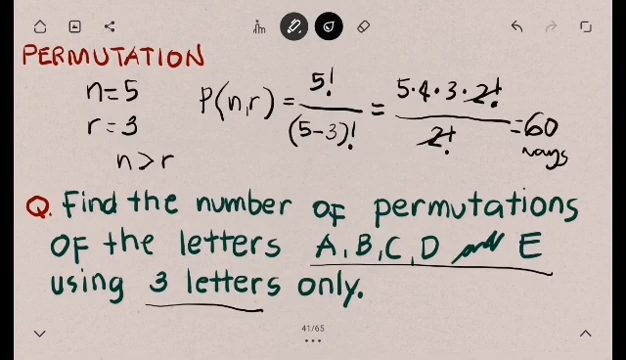 PERMUTATION
n=5
r=3
n>r
P(n,r) = 5! / (5-3)! = 5·4·3·2! / 2! = 60 ways
Q. Find the number of permutations
of the letters A, B, C, D and E
using 3 letters only.
41/65